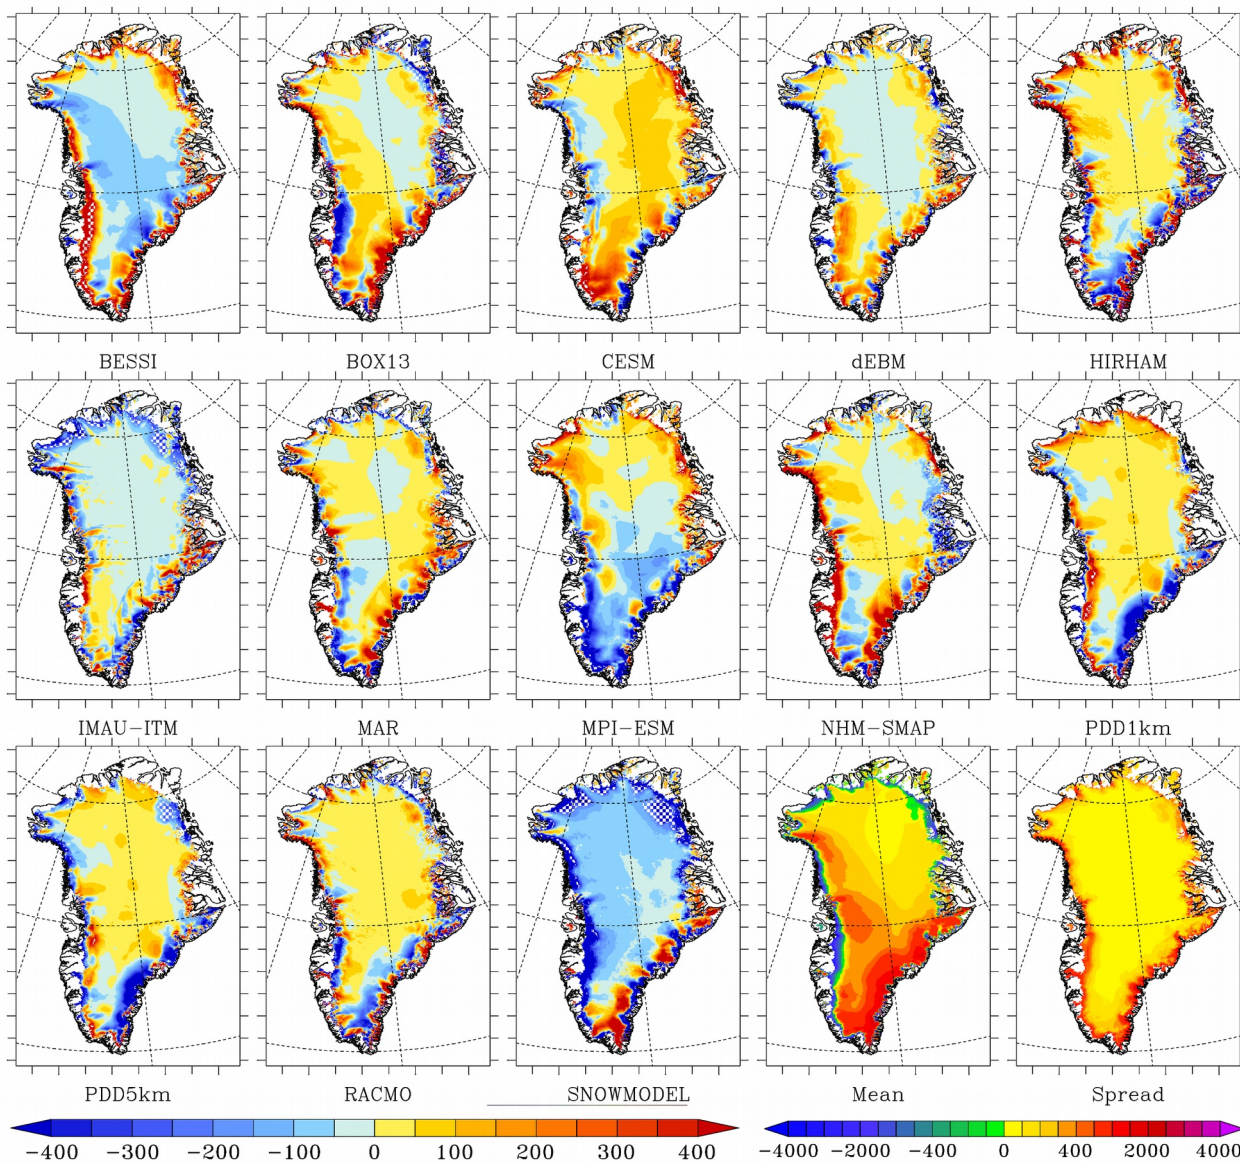 BESSI BOX13 CESM dEBM HIRHAM
IMAU-ITM MAR MPI-ESM NHM-SMAP PDD1km
PDD5km RACMO SNOWMODEL Mean Spread
-400 -200 -100 0 100 200 300 400 -4000 -2000 -400 0 400 2000 4000